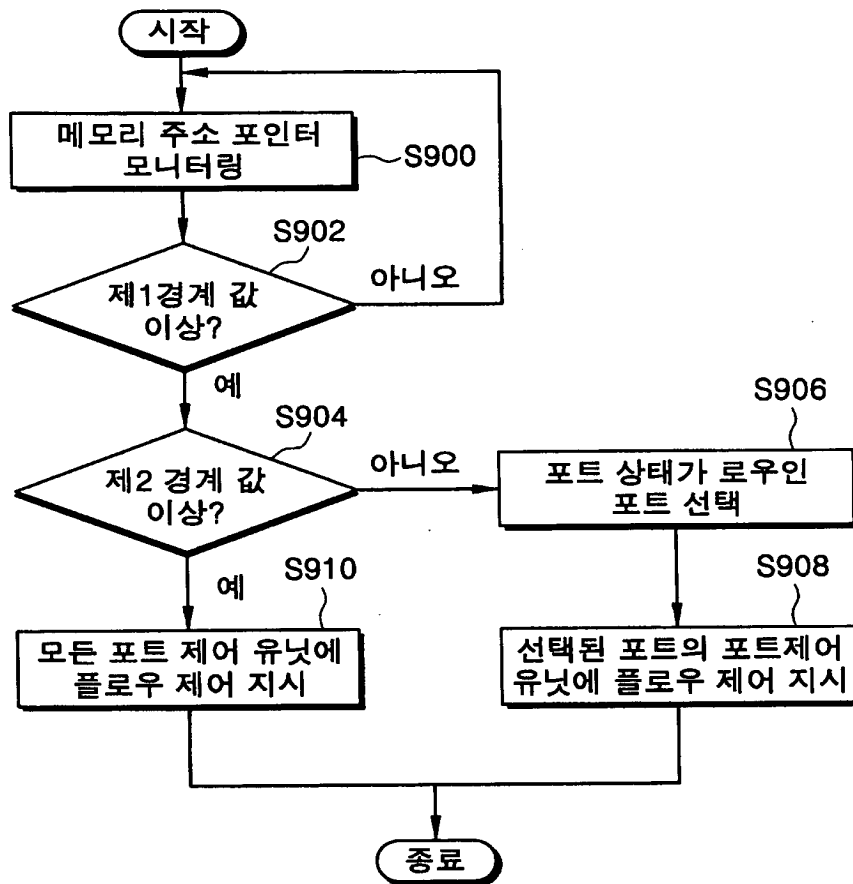 시작
메모리 주소 포인터
모니터링
S900
S902
제1경계 값
이상?
아니오
예
S904
제2 경계 값
이상?
아니오
S906
포트 상태가 로우인
포트 선택
예
S910
모든 포트 제어 유닛에
플로우 제어 지시
S908
선택된 포트의 포트제어
유닛에 플로우 제어 지시
종료